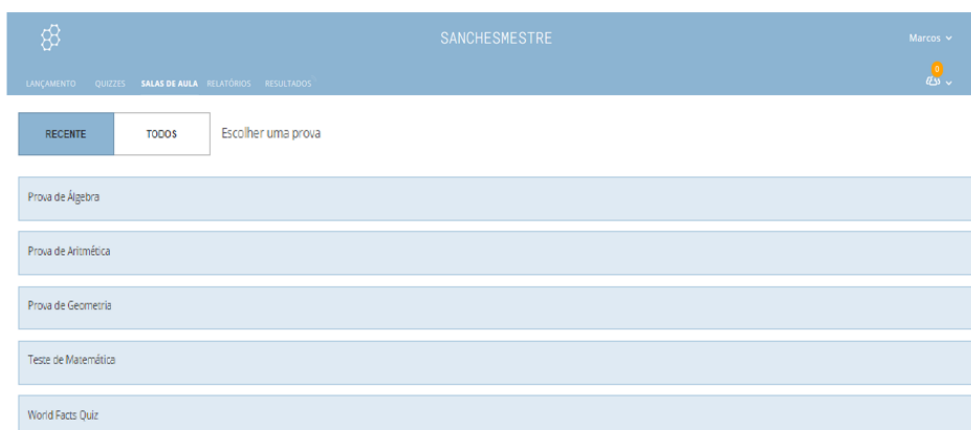 SANCHESMESTRE
Marcos
LANÇAMENTO QUIZZES SALAS DE AULA RELATÓRIOS RESULTADOS
0
RECENTE TODOS Escolher uma prova
Prova de Álgebra
Prova de Aritmética
Prova de Geometria
Teste de Matemática
World Facts Quiz